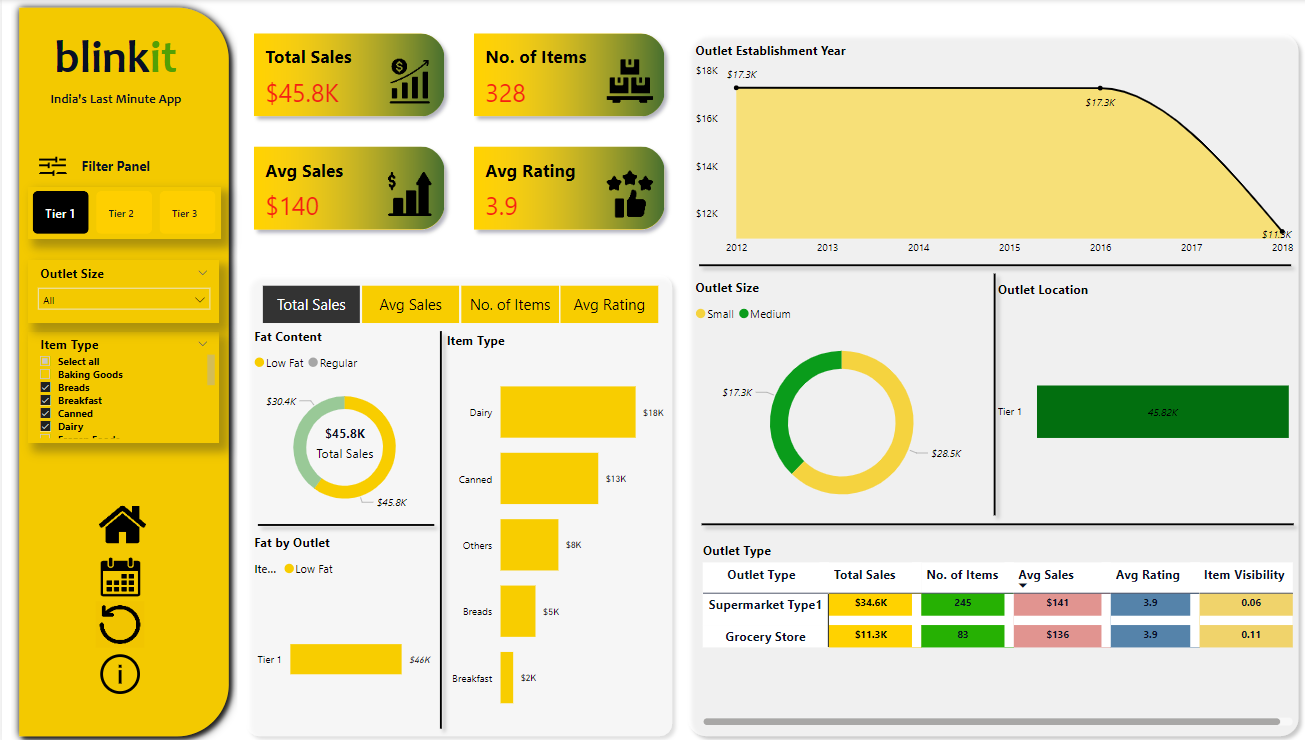 blinkit
India's Last Minute App
Filter Panel
Tier 1
Tier 2
Tier 3
Outlet Size
All
Item Type
Select all
Baking Goods
Breads
Breakfast
Canned
Dairy
Total Sales
$45.8K
No. of Items
328
Avg Sales
$140
Avg Rating
3.9
Total Sales
Avg Sales
No. of Items
Avg Rating
Fat Content
Low Fat Regular
$30.4K
$45.8K
Total Sales
$45.8K
Fat by Outlet
Ite... Low Fat
Tier 1
$46K
Item Type
Dairy $18K
Canned $13K
Others $8K
Breads $5K
Breakfast $2K
Outlet Establishment Year
$18K
$16K
$14K
$12K
$17.3K
$17.3K
$11.3K
2012 2013 2014 2015 2016 2017 2018
Outlet Size
Small Medium
$17.3K
$28.5K
Outlet Location
Tier 1
45.82K
Outlet Type
Outlet Type Total Sales No. of Items Avg Sales Avg Rating Item Visibility
Supermarket Type1 $34.6K 245 $141 3.9 0.06
Grocery Store $11.3K 83 $136 3.9 0.11